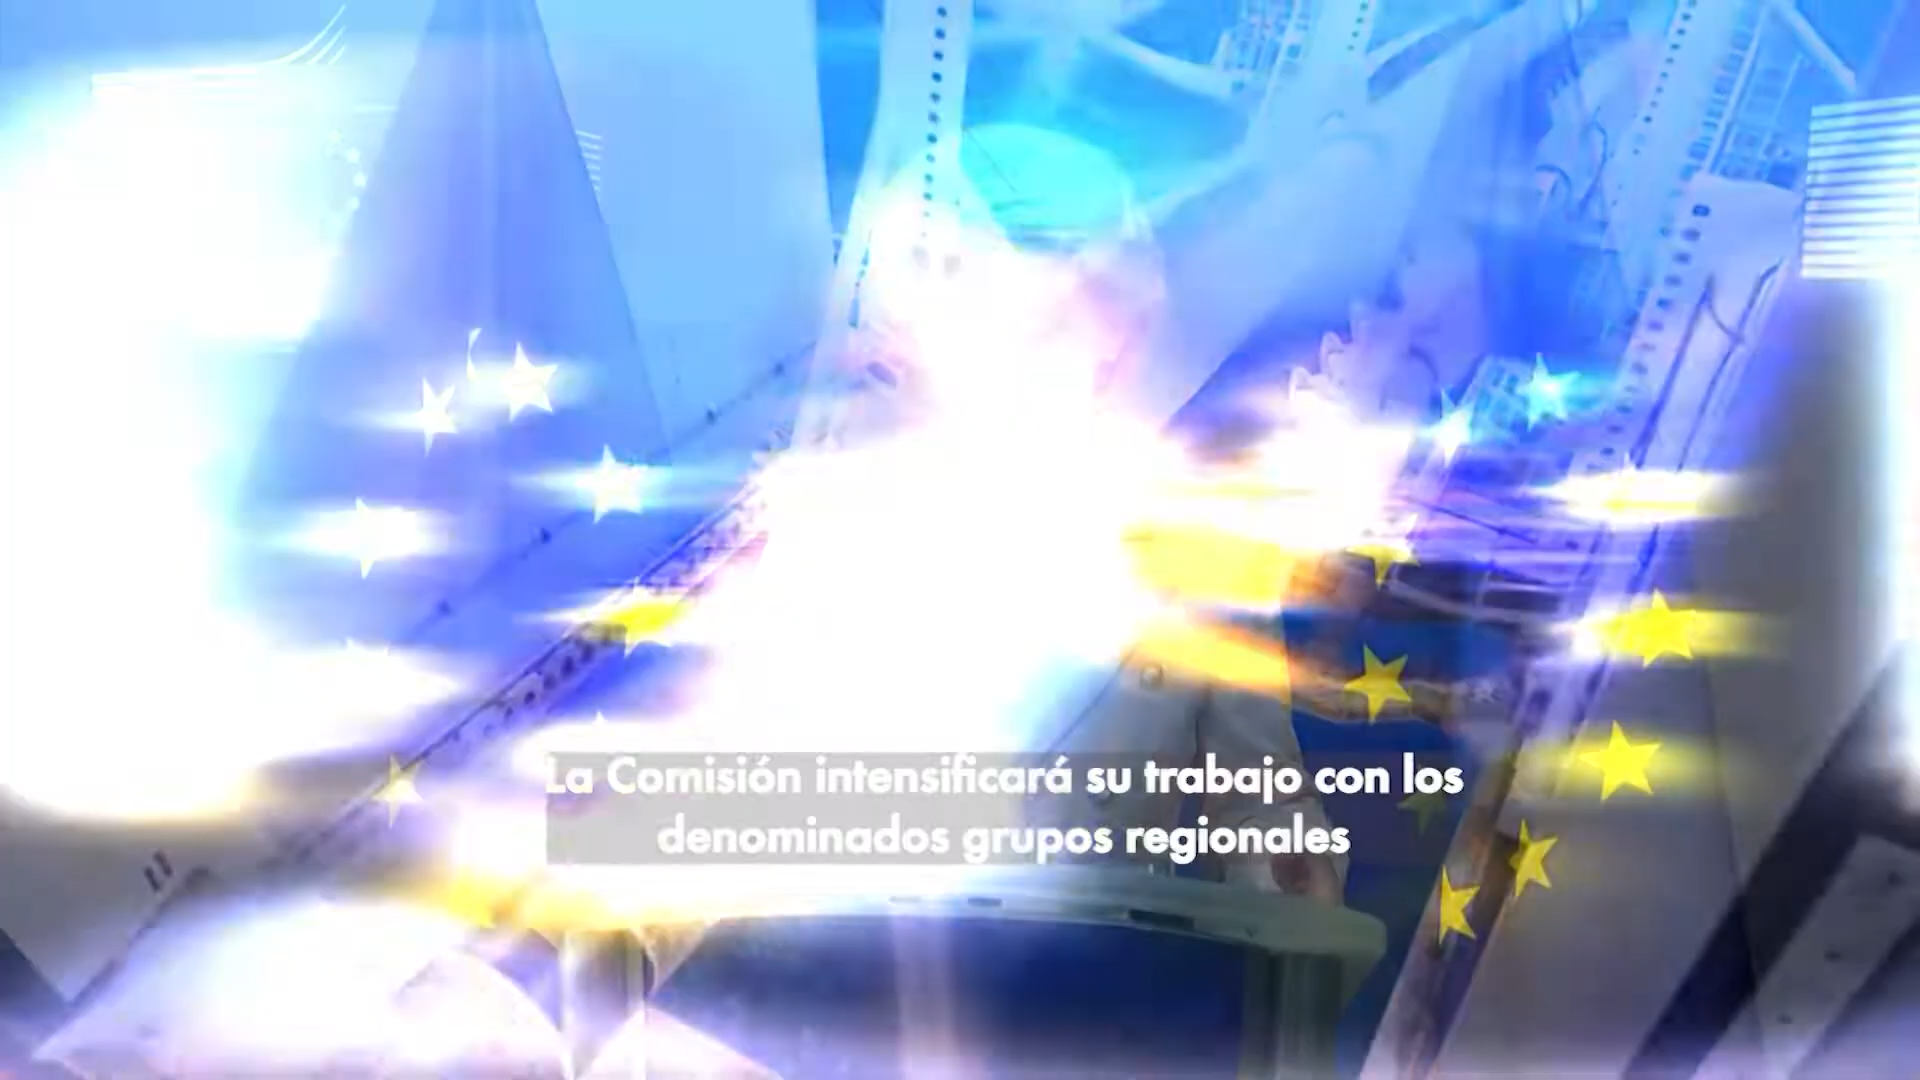 La Comisión intensificará su trabajo con los
denominados grupos regionales